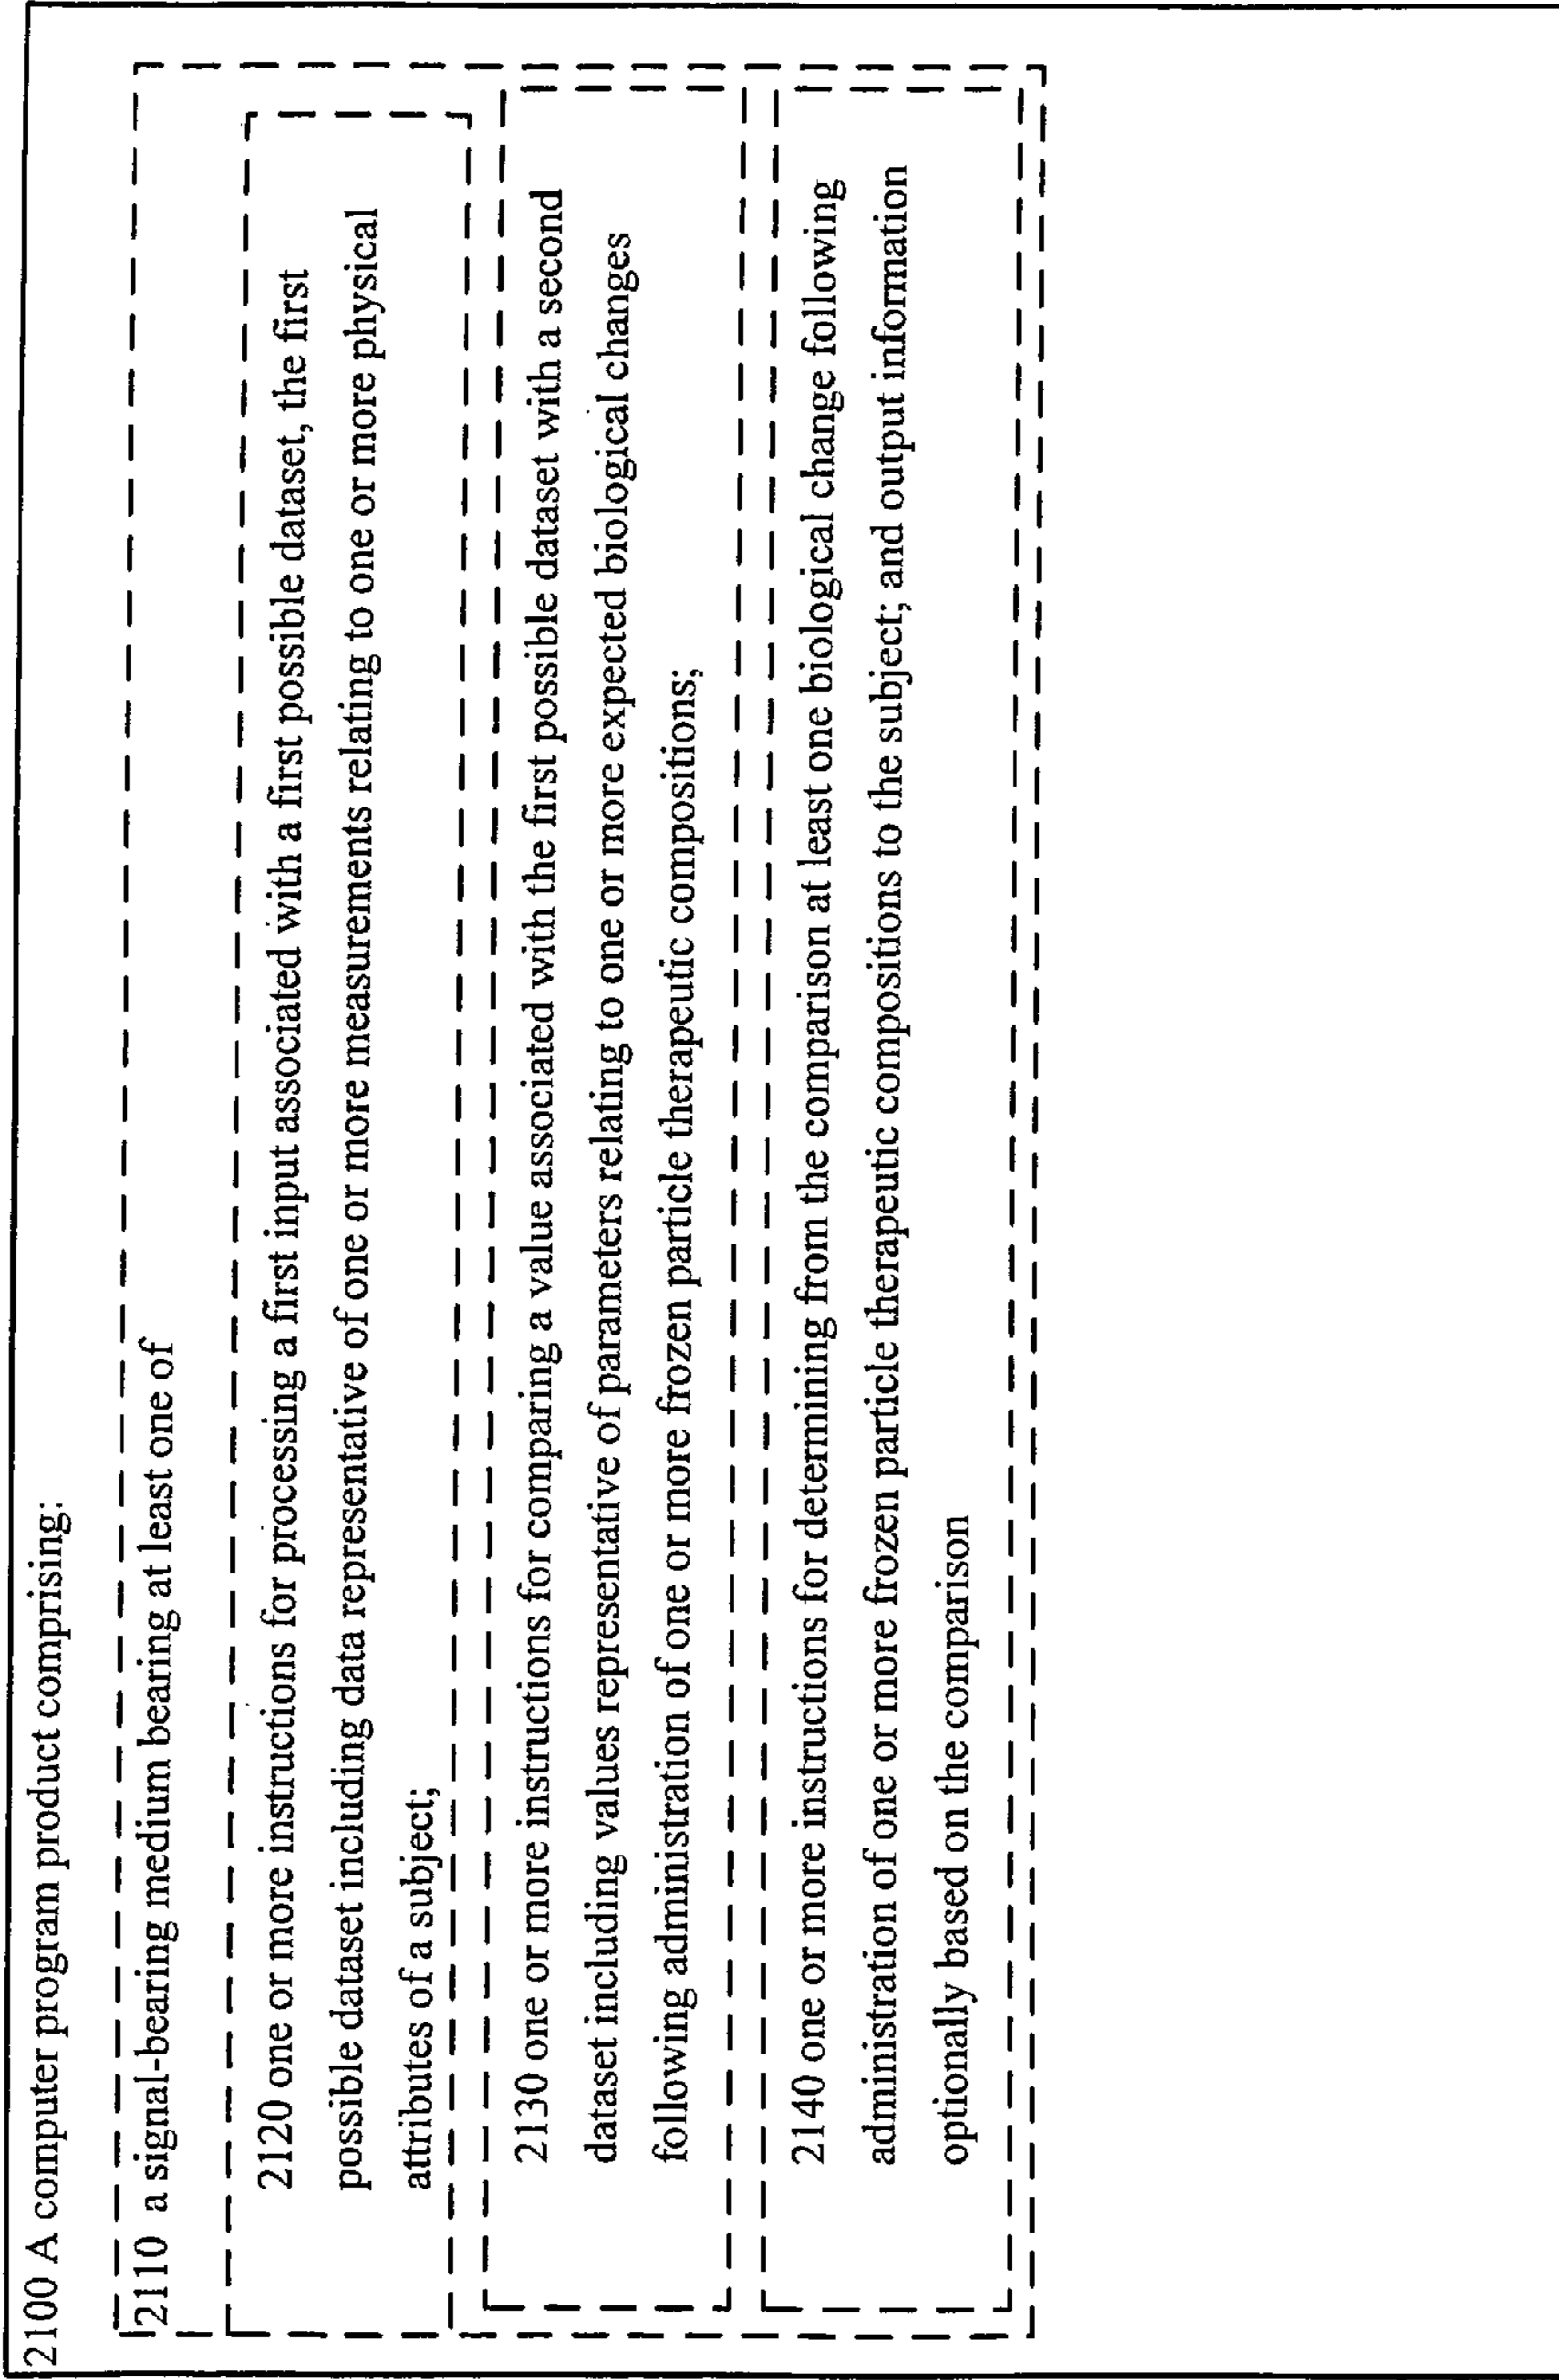 2100 A computer program product comprising:
2110 a signal-bearing medium bearing at least one of
2120 one or more instructions for processing a first input associated with a first possible dataset, the first
possible dataset including data representative of one or more measurements relating to one or more physical
attributes of a subject;
2130 one or more instructions for comparing a value associated with the first possible dataset with a second
dataset including values representative of parameters relating to one or more expected biological changes
following administration of one or more frozen particle therapeutic compositions;
2140 one or more instructions for determining from the comparison at least one biological change following
administration of one or more frozen particle therapeutic compositions to the subject; and output information
optionally based on the comparison